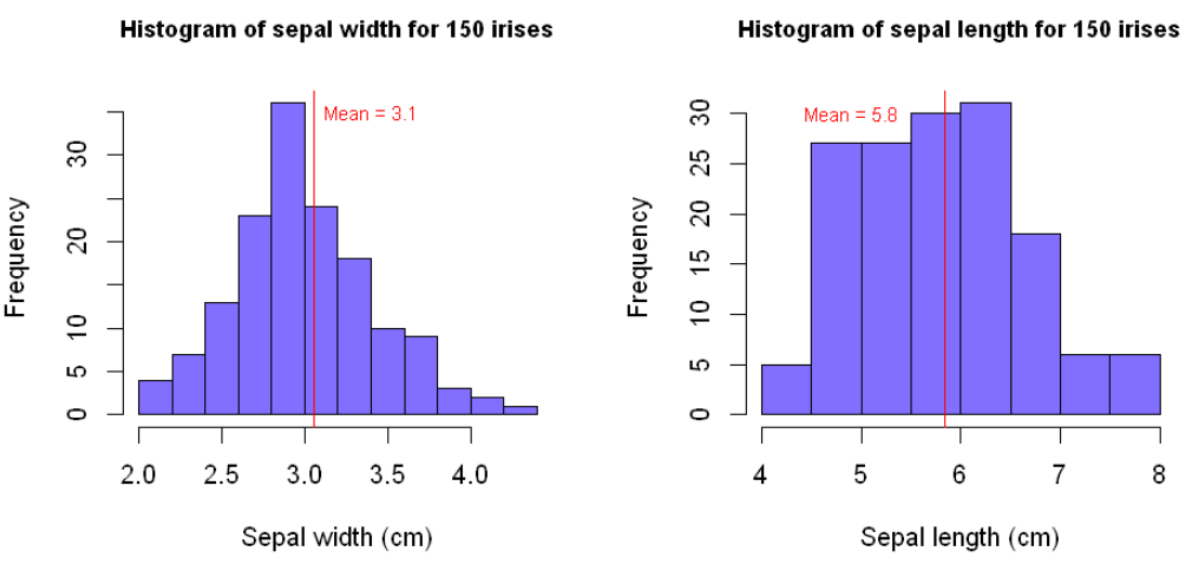 Histogram of sepal width for 150 irises
Mean = 3.1
Frequency
0
5
10
20
30
2.0 2.5 3.0 3.5 4.0
Sepal width (cm)
Histogram of sepal length for 150 irises
Mean = 5.8
Frequency
0
5
10
15
20
25
30
4 5 6 7 8
Sepal length (cm)